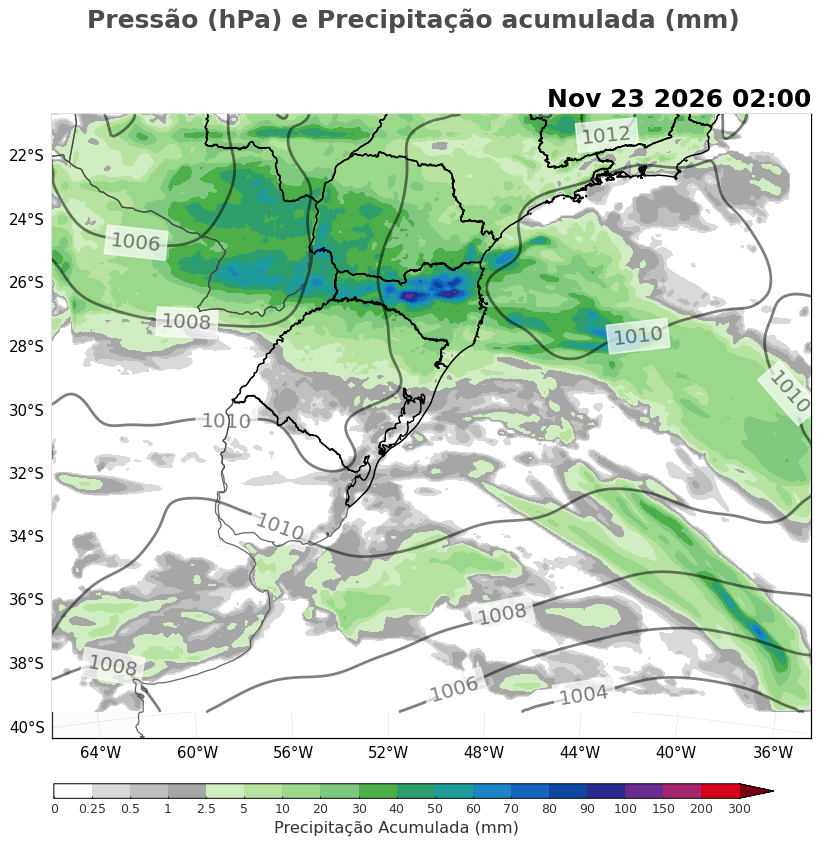 Pressão (hPa) e Precipitação acumulada (mm)
Nov 23 2026 02:00
1012
22°S
24°S
1006
26°S
1008
1010
28°S
1010
30°S
1010
32°S
1010
34°S
36°S
1008
1008
38°S
1006
1004
40°S
64°W 60°W 56°W 52°W 48°W 44°W 40°W 36°W
0 0.25 0.5 1 2.5 5 10 20 30 40 50 60 70 80 90 100 150 200 300
Precipitação Acumulada (mm)